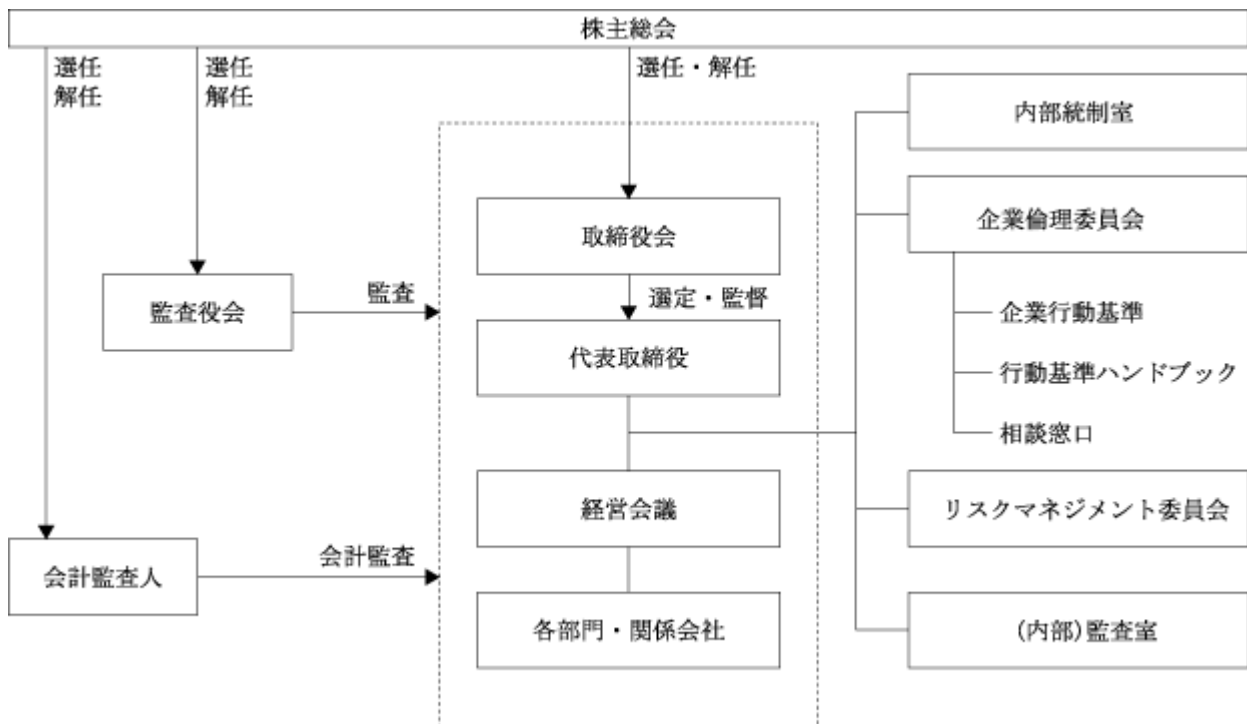 株主総会
選任
解任
選任
解任
選任・解任
内部統制室
取締役会
企業倫理委員会
監査役会
監査
選定・監督
企業行動基準
代表取締役
行動基準ハンドブック
相談窓口
経営会議
リスクマネジメント委員会
会計監査人
会計監査
各部門・関係会社
(内部)監査室